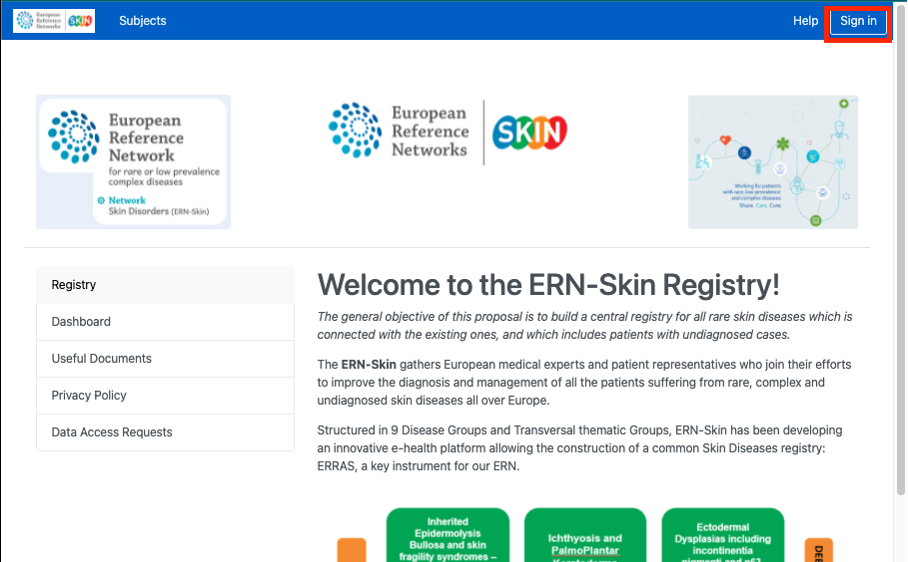 European
Reference
Networks
SKIN
Subjects
Help
Sign in
European
Reference
Network
for rare or low prevalence
complex diseases
Network
Skin Disorders (ERN-Skin)
European
Reference
Networks
SKIN
Working for patients
with rare, low-prevalence
and complex diseases
Share. Care. Cure.
Registry
Dashboard
Useful Documents
Privacy Policy
Data Access Requests
Welcome to the ERN-Skin Registry!
The general objective of this proposal is to build a central registry for all rare skin diseases which is
connected with the existing ones, and which includes patients with undiagnosed cases.
The ERN-Skin gathers European medical experts and patient representatives who join their efforts
to improve the diagnosis and management of all the patients suffering from rare, complex and
undiagnosed skin diseases all over Europe.
Structured in 9 Disease Groups and Transversal thematic Groups, ERN-Skin has been developing
an innovative e-health platform allowing the construction of a common Skin Diseases registry:
ERRAS, a key instrument for our ERN.
Inherited
Epidermolysis
Bullosa and skin
fragility syndromes –
Ichthyosis and
PalmoPlantar
Ectodermal
Dysplasias including
incontinentia
pigmenti and p63